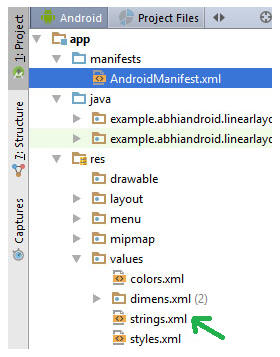 Android Project Files
1: Project
7: Structure
Captures
app
manifests
AndroidManifest.xml
java
example.abhiandroid.linearlayo
example.abhiandroid.linearlayo
res
drawable
layout
menu
mipmap
values
colors.xml
dimens.xml (2)
strings.xml
styles.xml